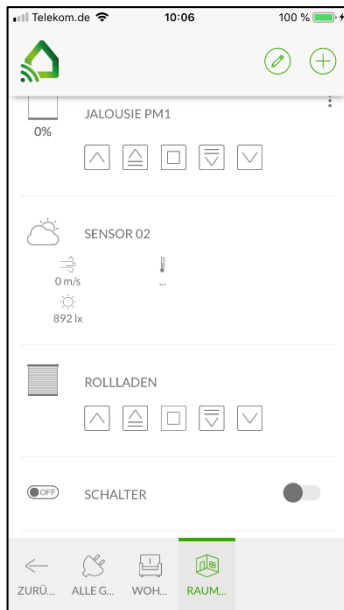 Telekom.de 10:06 100 %
JALOUSIE PM1
0%
SENSOR 02
0 m/s
...
892 lx
ROLLLADEN
OFF
SCHALTER
ZURÜ...
ALLE G...
WOH...
RAUM...